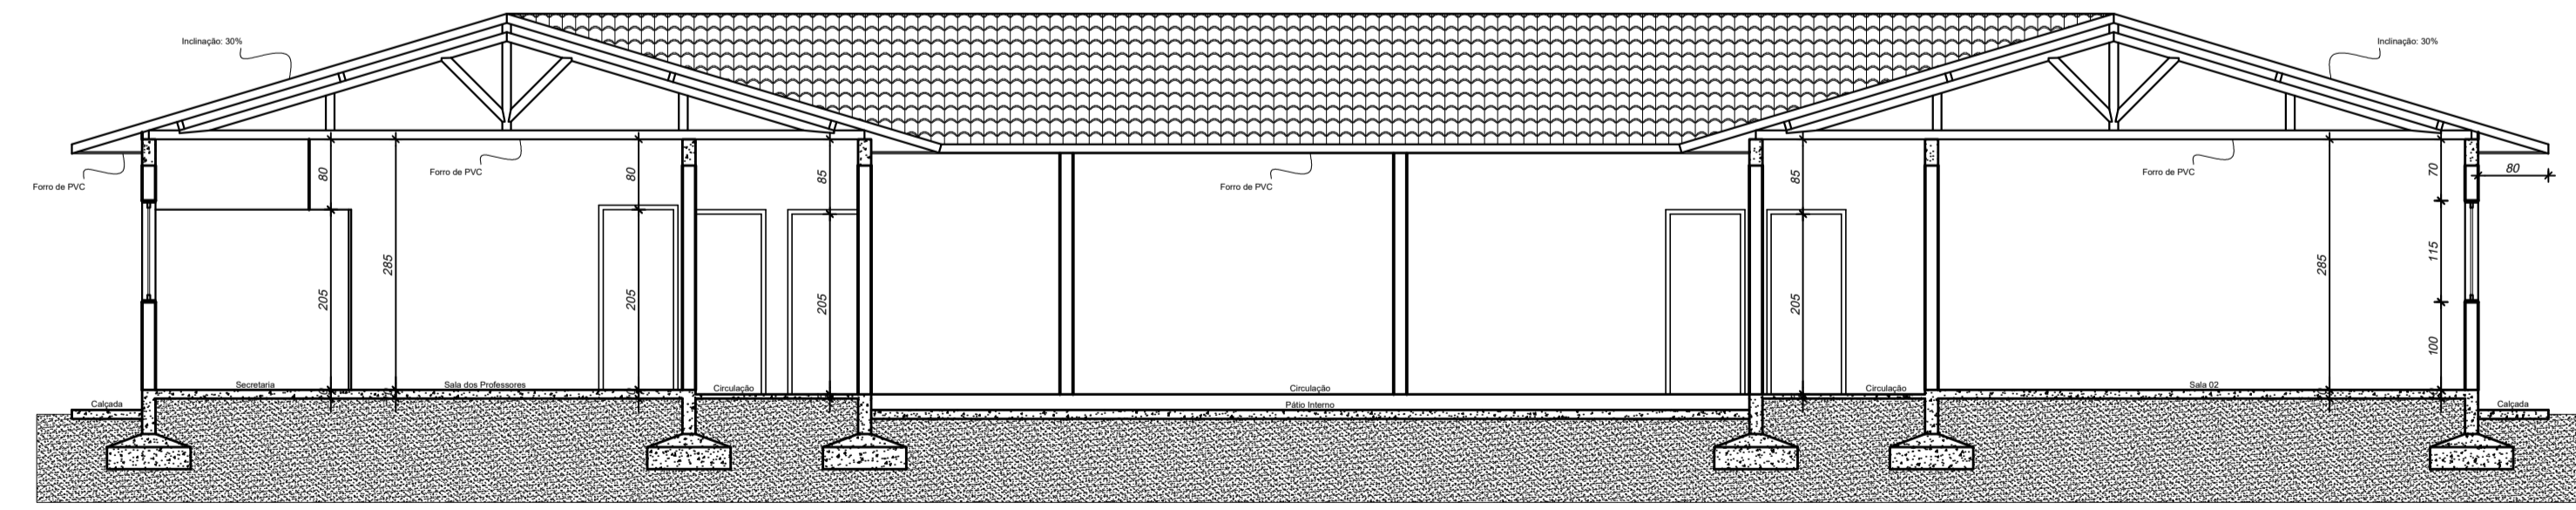 Inclinação: 30%
Inclinação: 30%
Forro de PVC
Forro de PVC
Forro de PVC
Forro de PVC
80
80
85
85
70
80
285
205
205
205
205
285
115
100
Secretaria
Sala dos Professores
Circulação
Circulação
Circulação
Sala 02
Calçada
Pátio Interno
Calçada